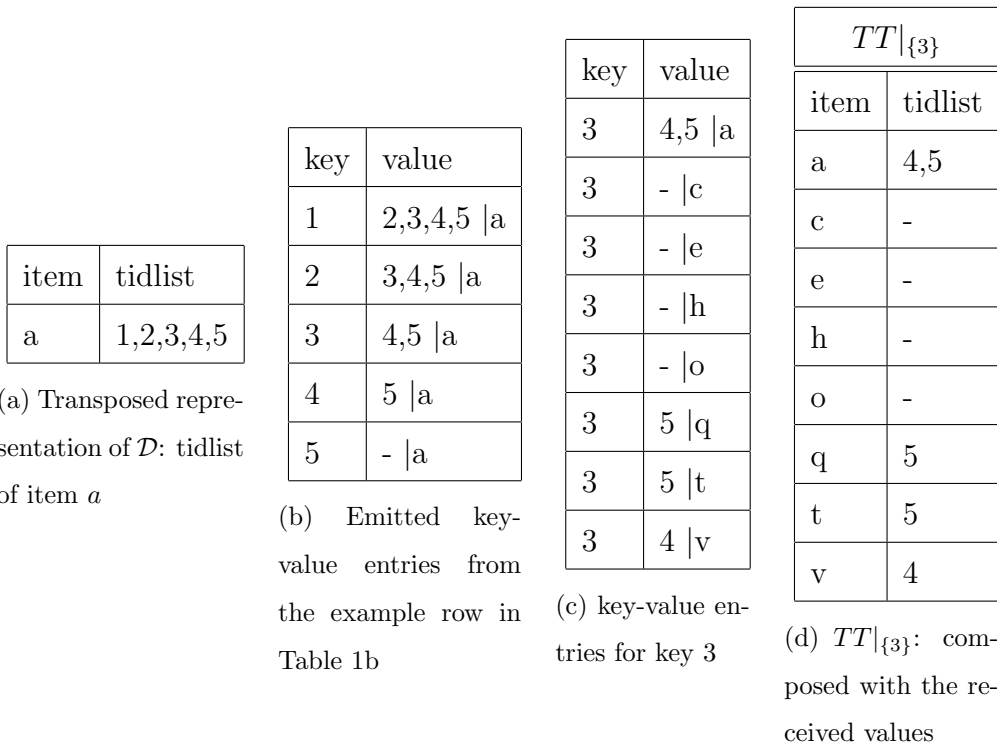 item tidlist
a 1,2,3,4,5
(a) Transposed repre-
sentation of D: tidlist
of item a
key value
1 2,3,4,5 |a
2 3,4,5 |a
3 4,5 |a
4 5 |a
5 - |a
(b) Emitted key-
value entries from
the example row in
Table 1b
key value
3 4,5 |a
3 - |c
3 - |e
3 - |h
3 - |o
3 5 |q
3 5 |t
3 4 |v
(c) key-value en-
tries for key 3
TT|{3}
item tidlist
a 4,5
c -
e -
h -
o -
q 5
t 5
v 4
(d) TT|{3}: com-
posed with the re-
ceived values